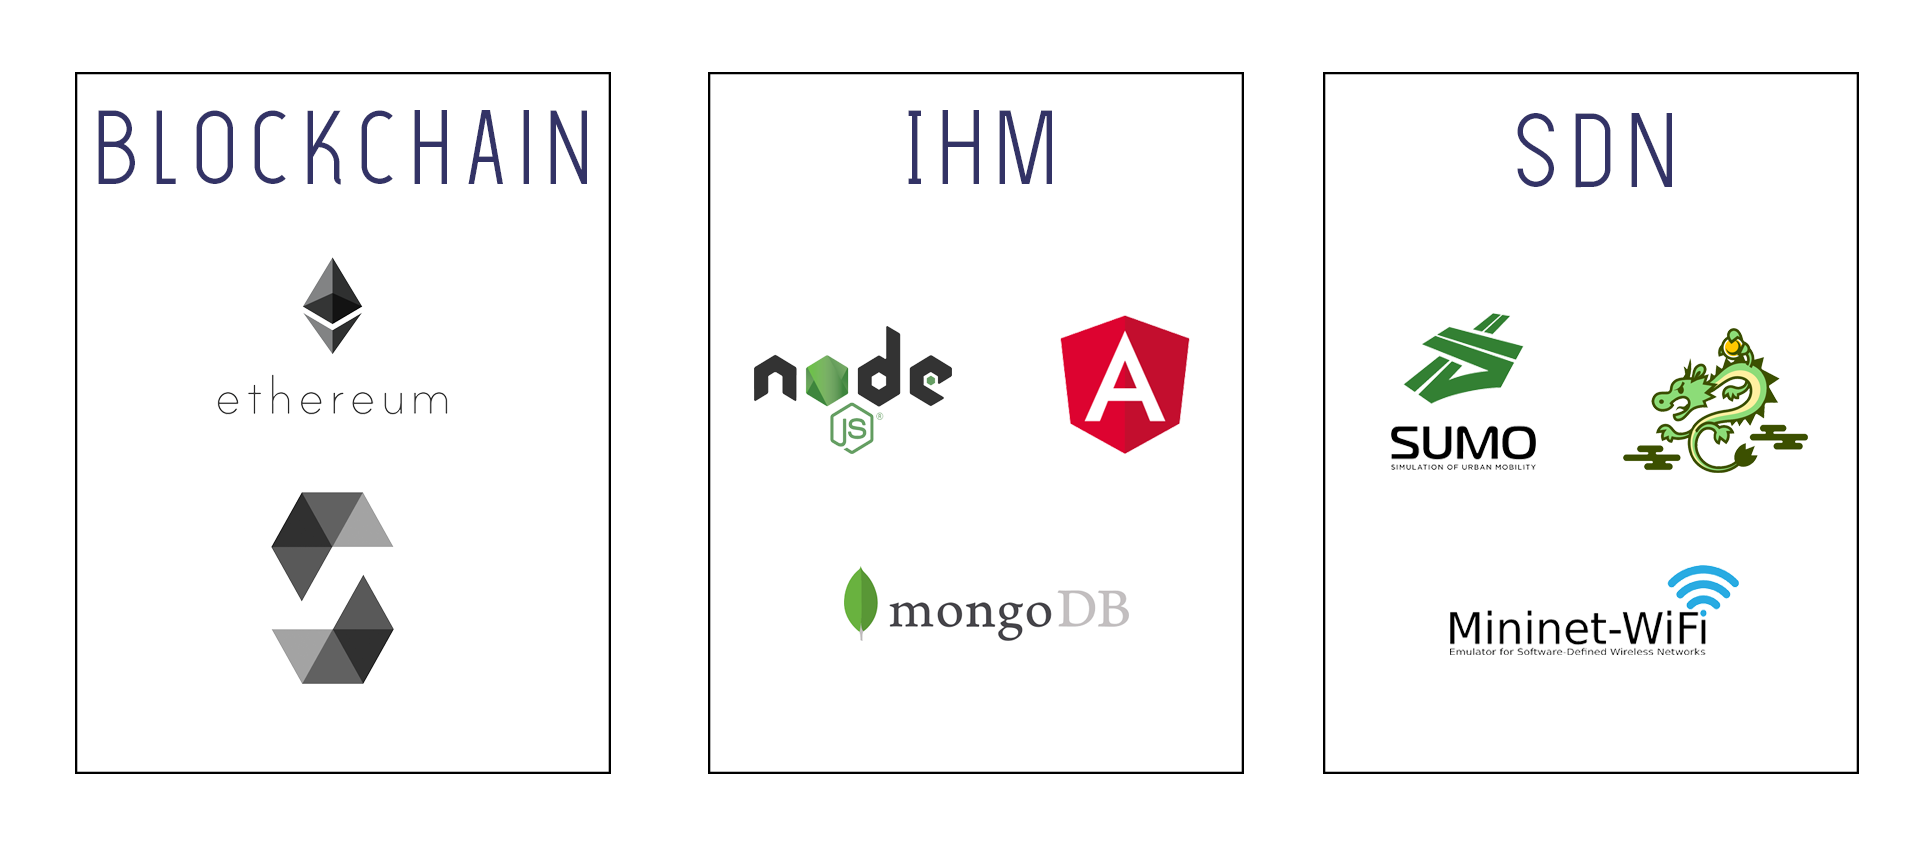 BLOCKCHAIN
ethereum
IHM
node
JS®
A
mongoDB
SDN
SUMO
SIMULATION OF URBAN MOBILITY
Mininet-WiFi
Emulator for Software-Defined Wireless Networks